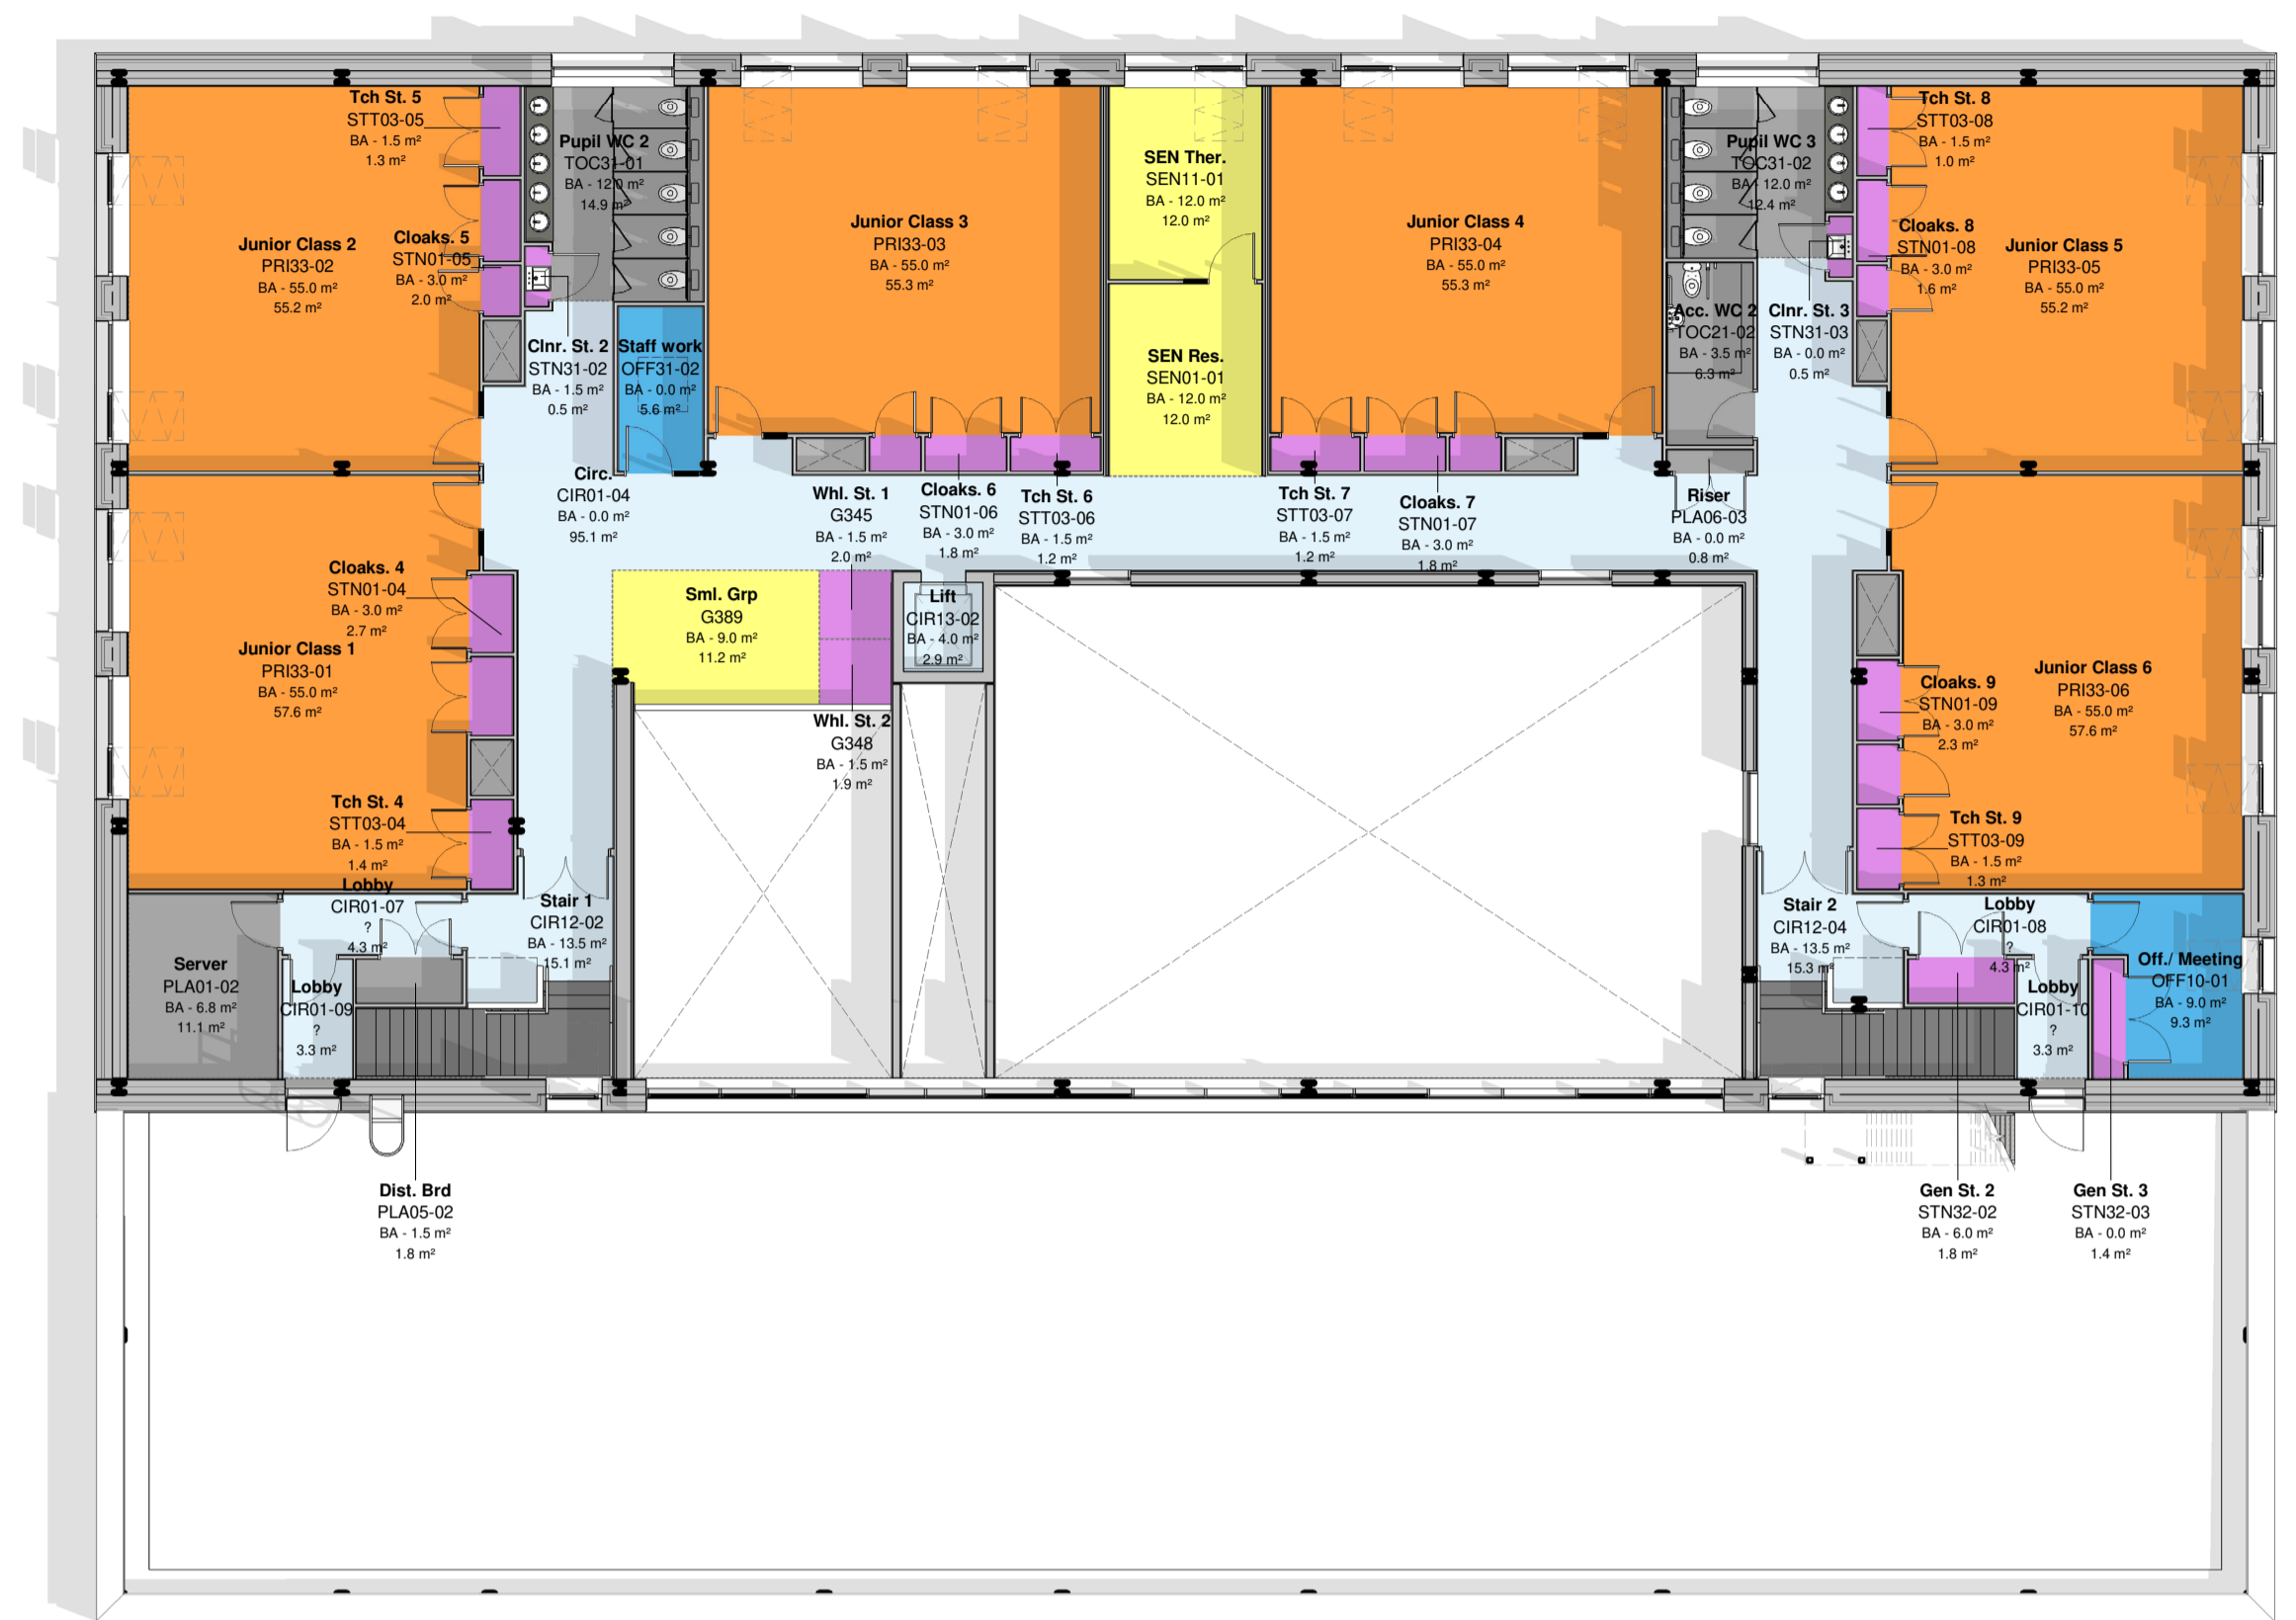 Tch St. 5
STT03-05
BA - 1.5 m²
1.3 m²
Pupil WC 2
TOC31-01
BA - 12.0 m²
14.9 m²
SEN Ther.
SEN11-01
BA - 12.0 m²
12.0 m²
Pupil WC 3
TOC31-02
BA - 12.0 m²
12.4 m²
Tch St. 8
STT03-08
BA - 1.5 m²
1.0 m²
Junior Class 2
PRI33-02
BA - 55.0 m²
55.2 m²
Cloaks. 5
STN01-05
BA - 3.0 m²
2.0 m²
Junior Class 3
PRI33-03
BA - 55.0 m²
55.3 m²
Junior Class 4
PRI33-04
BA - 55.0 m²
55.3 m²
Cloaks. 8
STN01-08
BA - 3.0 m²
1.6 m²
Junior Class 5
PRI33-05
BA - 55.0 m²
55.2 m²
Clnr. St. 2
STN31-02
BA - 1.5 m²
0.5 m²
Staff work
OFF31-02
BA - 0.0 m²
5.6 m²
SEN Res.
SEN01-01
BA - 12.0 m²
12.0 m²
Acc. WC 2
TOC21-02
BA - 3.5 m²
6.3 m²
Clnr. St. 3
STN31-03
BA - 0.0 m²
0.5 m²
Circ.
CIR01-04
BA - 0.0 m²
95.1 m²
Whl. St. 1
G345
BA - 1.5 m²
2.0 m²
Cloaks. 6
STN01-06
BA - 3.0 m²
1.8 m²
Tch St. 6
STT03-06
BA - 1.5 m²
1.2 m²
Tch St. 7
STT03-07
BA - 1.5 m²
1.2 m²
Cloaks. 7
STN01-07
BA - 3.0 m²
1.8 m²
Riser
PLA06-03
BA - 0.0 m²
0.8 m²
Cloaks. 4
STN01-04
BA - 3.0 m²
2.7 m²
Junior Class 1
PRI33-01
BA - 55.0 m²
57.6 m²
Sml. Grp
G389
BA - 9.0 m²
11.2 m²
Lift
CIR13-02
BA - 4.0 m²
2.9 m²
Whl. St. 2
G348
BA - 1.5 m²
1.9 m²
Cloaks. 9
STN01-09
BA - 3.0 m²
2.3 m²
Junior Class 6
PRI33-06
BA - 55.0 m²
57.6 m²
Tch St. 4
STT03-04
BA - 1.5 m²
1.4 m²
Tch St. 9
STT03-09
BA - 1.5 m²
1.3 m²
Lobby
CIR01-07
?
4.3 m²
Stair 1
CIR12-02
BA - 13.5 m²
15.1 m²
Stair 2
CIR12-04
BA - 13.5 m²
15.3 m²
Lobby
CIR01-08
?
4.3 m²
Server
PLA01-02
BA - 6.8 m²
11.1 m²
Lobby
CIR01-09
?
3.3 m²
Lobby
CIR01-10
?
3.3 m²
Off./ Meeting
OFF10-01
BA - 9.0 m²
9.3 m²
Dist. Brd
PLA05-02
BA - 1.5 m²
1.8 m²
Gen St. 2
STN32-02
BA - 6.0 m²
1.8 m²
Gen St. 3
STN32-03
BA - 0.0 m²
1.4 m²